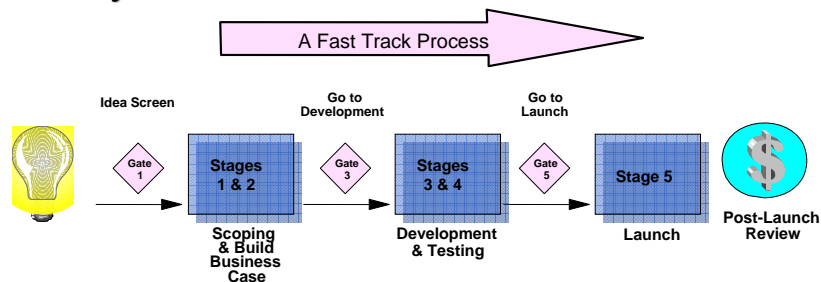 A Fast Track Process
Idea Screen
Go to
Development
Go to
Launch
Gate
1
Stages
1 & 2
Gate
3
Stages
3 & 4
Gate
5
Stage 5
$
Scoping
& Build
Business
Case
Development
& Testing
Launch
Post-Launch
Review